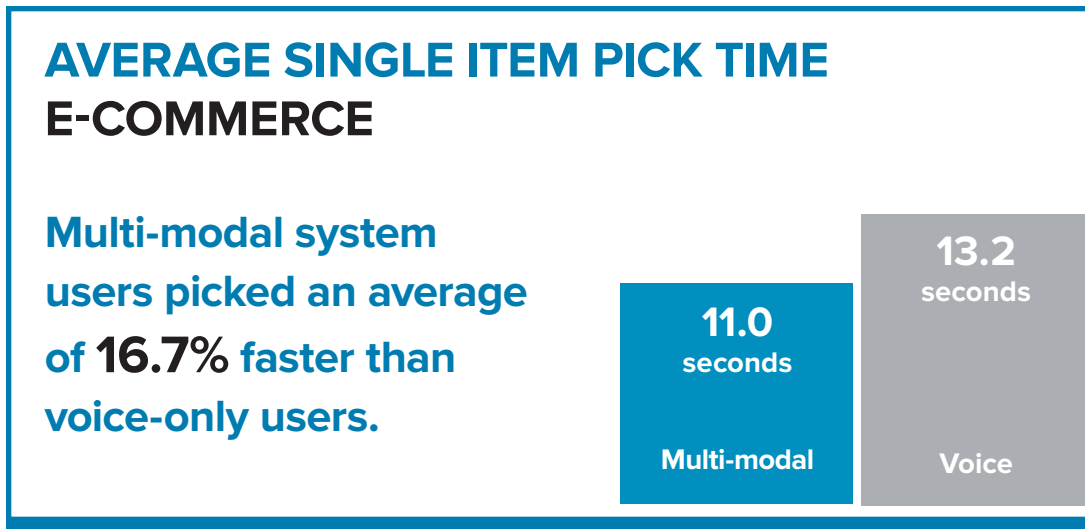 AVERAGE SINGLE ITEM PICK TIME
E-COMMERCE
Multi-modal system
users picked an average
of 16.7% faster than
voice-only users.
11.0
seconds
Multi-modal
13.2
seconds
Voice